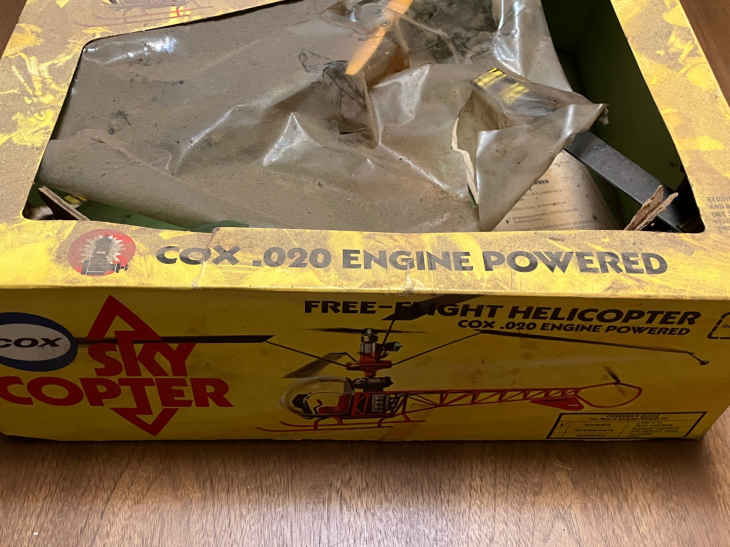 COX .020 ENGINE POWERED
FREE-FLIGHT HELICOPTER
COX .020 ENGINE POWERED
COX
SKY
COPTER